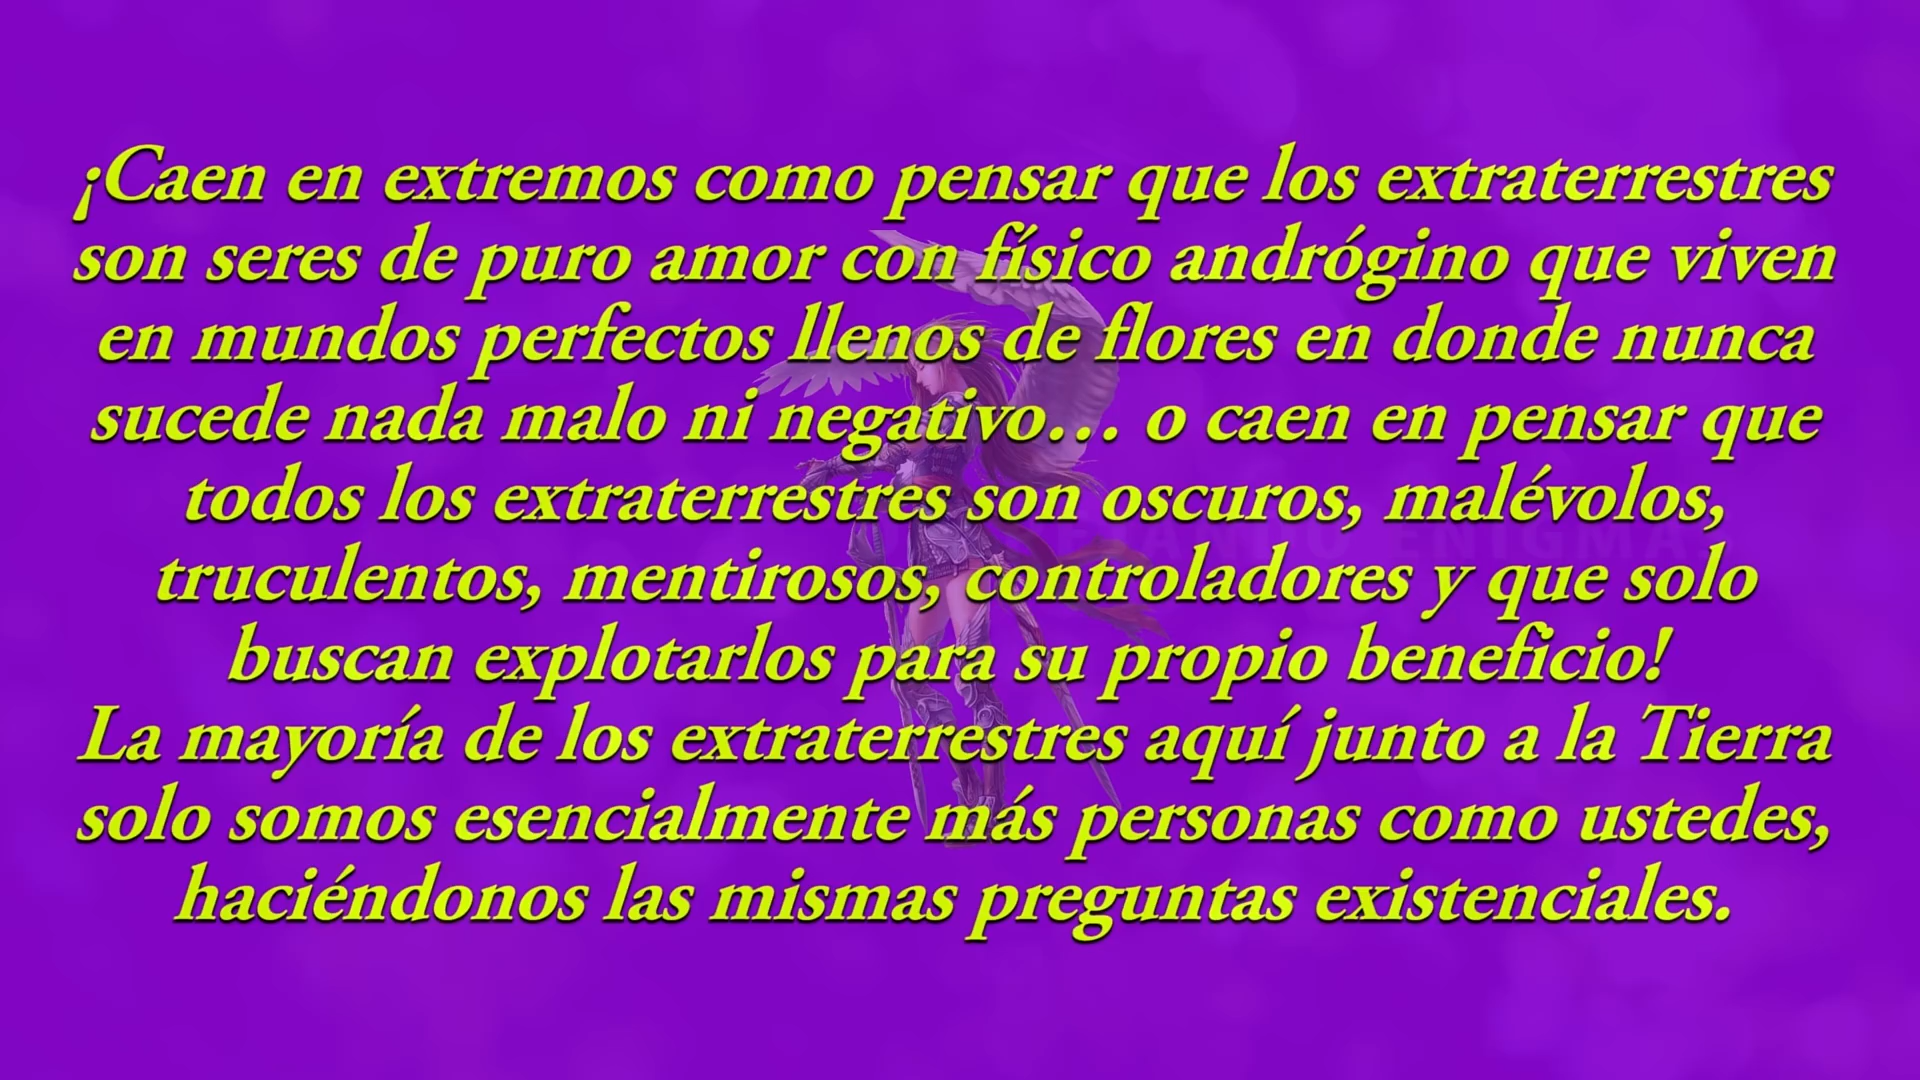 ¡Caen en extremos como pensar que los extraterrestres
son seres de puro amor con físico andrógino que viven
en mundos perfectos llenos de flores en donde nunca
sucede nada malo ni negativo… o caen en pensar que
todos los extraterrestres son oscuros, malévolos,
truculentos, mentirosos, controladores y que solo
buscan explotarlos para su propio beneficio!
La mayoría de los extraterrestres aquí junto a la Tierra
solo somos esencialmente más personas como ustedes,
haciéndonos las mismas preguntas existenciales.